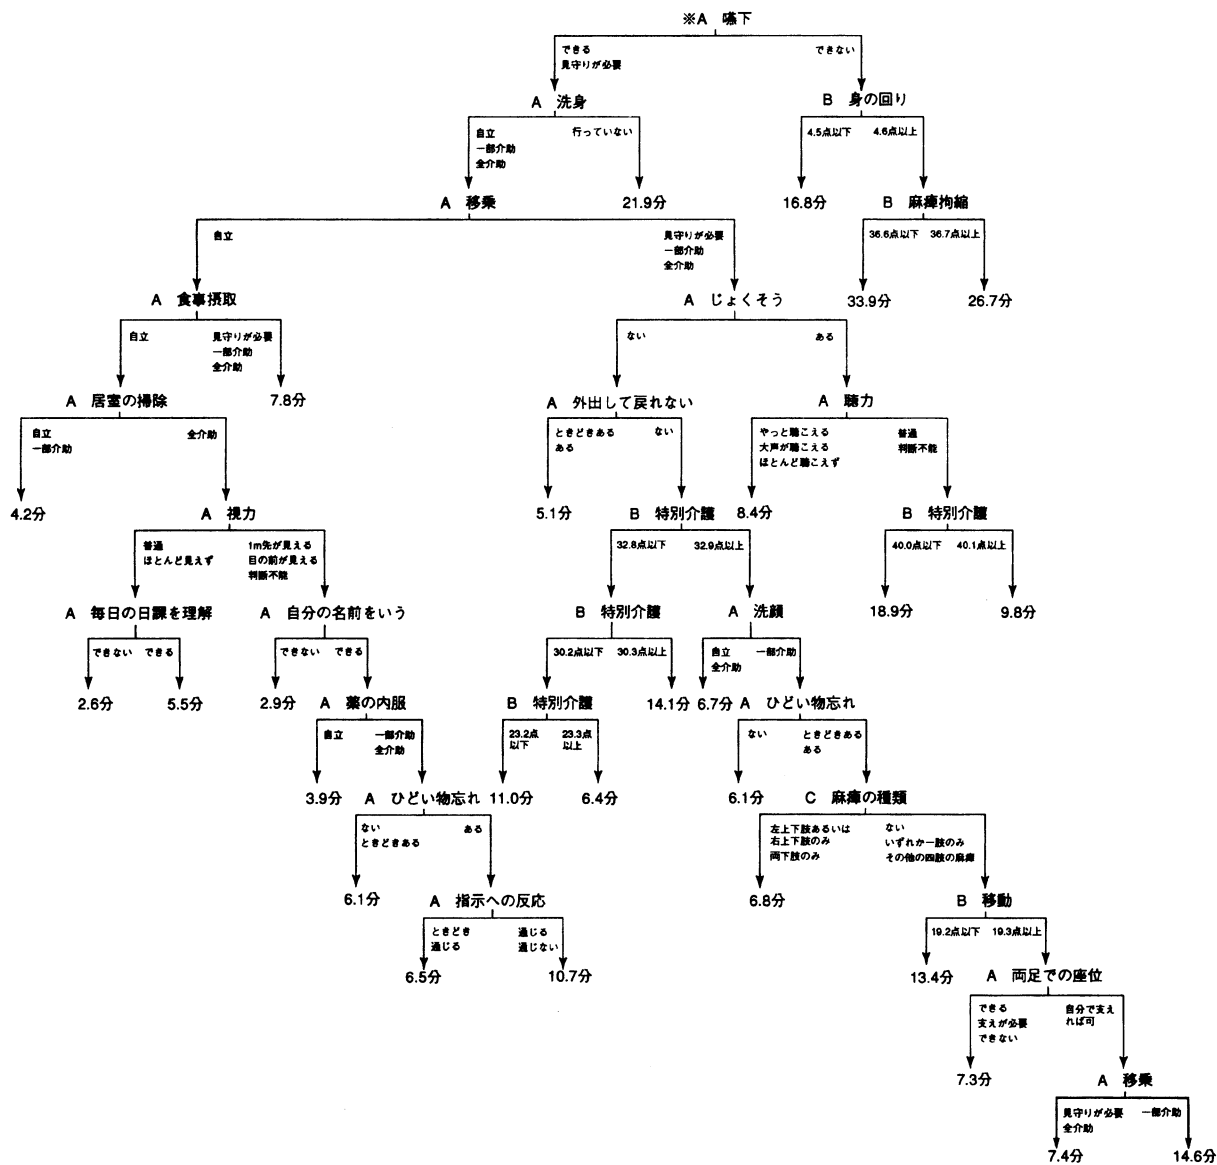 ※A 嚥下
できる
見守りが必要
できない
A 洗身
B 身の回り
自立
一部介助
全介助
行っていない
4.5点以下
4.6点以上
A 移乗
21.9分
16.8分
B 麻痺拘縮
自立
見守りが必要
一部介助
全介助
36.6点以下
36.7点以上
A 食事摂取
A じょくそう
33.9分
26.7分
自立
見守りが必要
一部介助
全介助
ない
ある
A 居室の掃除
7.8分
A 外出して戻れない
A 聴力
自立
一部介助
全介助
ときどきある
ある
ない
やっと聴こえる
大声が聴こえる
ほとんど聴こえず
普通
判断不能
4.2分
A 視力
5.1分
B 特別介護
8.4分
B 特別介護
普通
ほとんど見えず
1m先が見える
目の前が見える
判断不能
32.8点以下
32.9点以上
40.0点以下
40.1点以上
A 毎日の日課を理解
A 自分の名前をいう
B 特別介護
A 洗顔
18.9分
9.8分
できない
できる
できない
できる
30.2点以下
30.3点以上
自立
全介助
一部介助
2.6分
5.5分
2.9分
A 薬の内服
B 特別介護
14.1分
6.7分
A ひどい物忘れ
自立
一部介助
全介助
23.2点
以下
23.3点
以上
ない
ときどきある
ある
3.9分
A ひどい物忘れ
11.0分
6.4分
6.1分
C 麻痺の種類
ない
ときどきある
ある
左上下肢あるいは
右上下肢のみ
両下肢のみ
ない
いずれか一肢のみ
その他の四肢の麻痺
6.1分
A 指示への反応
6.8分
B 移動
ときどき
通じる
通じる
通じない
19.2点以下
19.3点以上
6.5分
10.7分
13.4分
A 両足での座位
できる
支えが必要
できない
自分で支え
れば可
7.3分
A 移乗
見守りが必要
全介助
一部介助
7.4分
14.6分